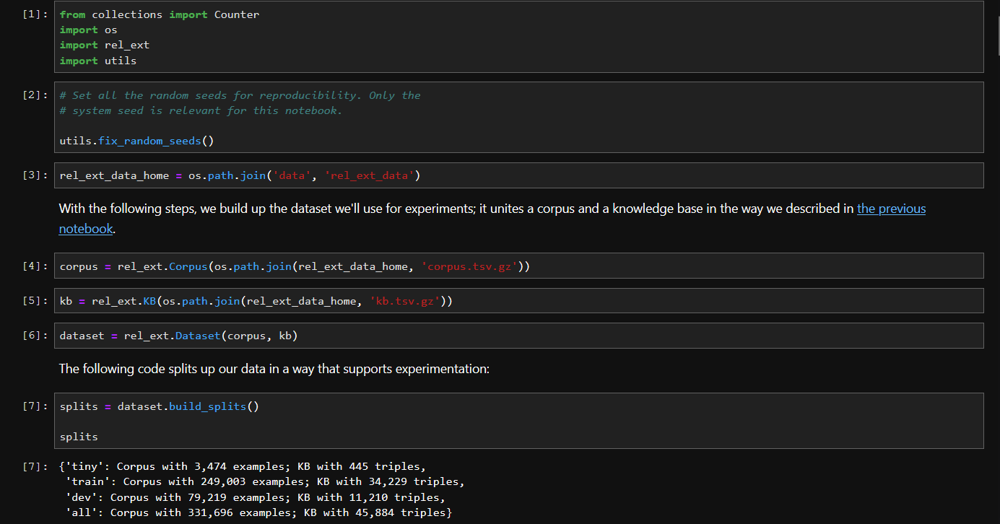 [1]: from collections import Counter
import os
import rel_ext
import utils
[2]: # Set all the random seeds for reproducibility. Only the
# system seed is relevant for this notebook.
utils.fix_random_seeds()
[3]: rel_ext_data_home = os.path.join('data', 'rel_ext_data')
With the following steps, we build up the dataset we'll use for experiments; it unites a corpus and a knowledge base in the way we described in the previous
notebook.
[4]: corpus = rel_ext.Corpus(os.path.join(rel_ext_data_home, 'corpus.tsv.gz'))
[5]: kb = rel_ext.KB(os.path.join(rel_ext_data_home, 'kb.tsv.gz'))
[6]: dataset = rel_ext.Dataset(corpus, kb)
The following code splits up our data in a way that supports experimentation:
[7]: splits = dataset.build_splits()
splits
[7]: {'tiny': Corpus with 3,474 examples; KB with 445 triples,
'train': Corpus with 249,003 examples; KB with 34,229 triples,
'dev': Corpus with 79,219 examples; KB with 11,210 triples,
'all': Corpus with 331,696 examples; KB with 45,884 triples}